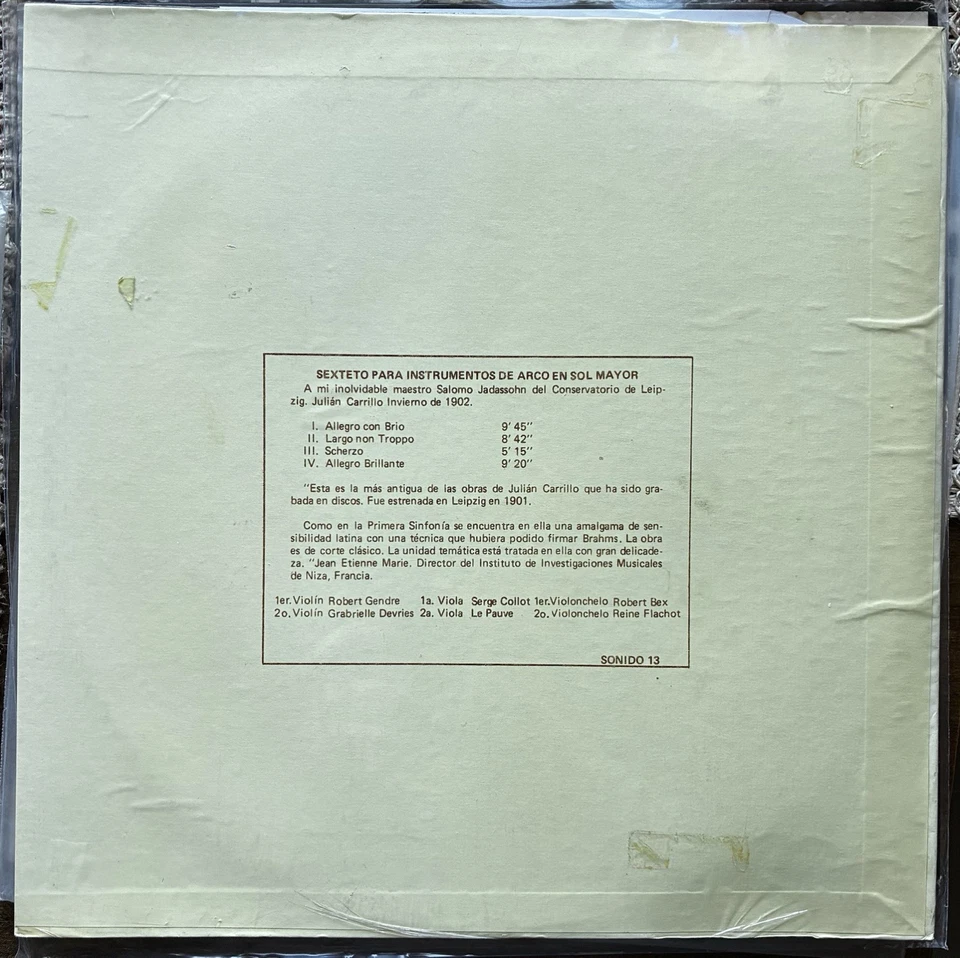 SEXTETO PARA INSTRUMENTOS DE ARCO EN SOL MAYOR
A mi inolvidable maestro Salomo Jadassohn del Conservatorio de Leip-
zig. Julián Carrillo Invierno de 1902.
I. Allegro con Brio 9' 45''
II. Largo non Troppo 8' 42''
III. Scherzo 5' 15''
IV. Allegro Brillante 9' 20''
"Esta es la más antigua de las obras de Julián Carrillo que ha sido gra-
bada en discos. Fue estrenada en Leipzig en 1901.
Como en la Primera Sinfonía se encuentra en ella una amalgama de sen-
sibilidad latina con una técnica que hubiera podido firmar Brahms. La obra
es de corte clásico. La unidad temática está tratada en ella con gran delicade-
za. "Jean Etienne Marie. Director del Instituto de Investigaciones Musicales
de Niza, Francia.
1er. Violín Robert Gendre 1a. Viola Serge Collot 1er. Violonchelo Robert Bex
2o. Violín Grabrielle Devries 2a. Viola Le Pauve 2o. Violonchelo Reine Flachot
SONIDO 13